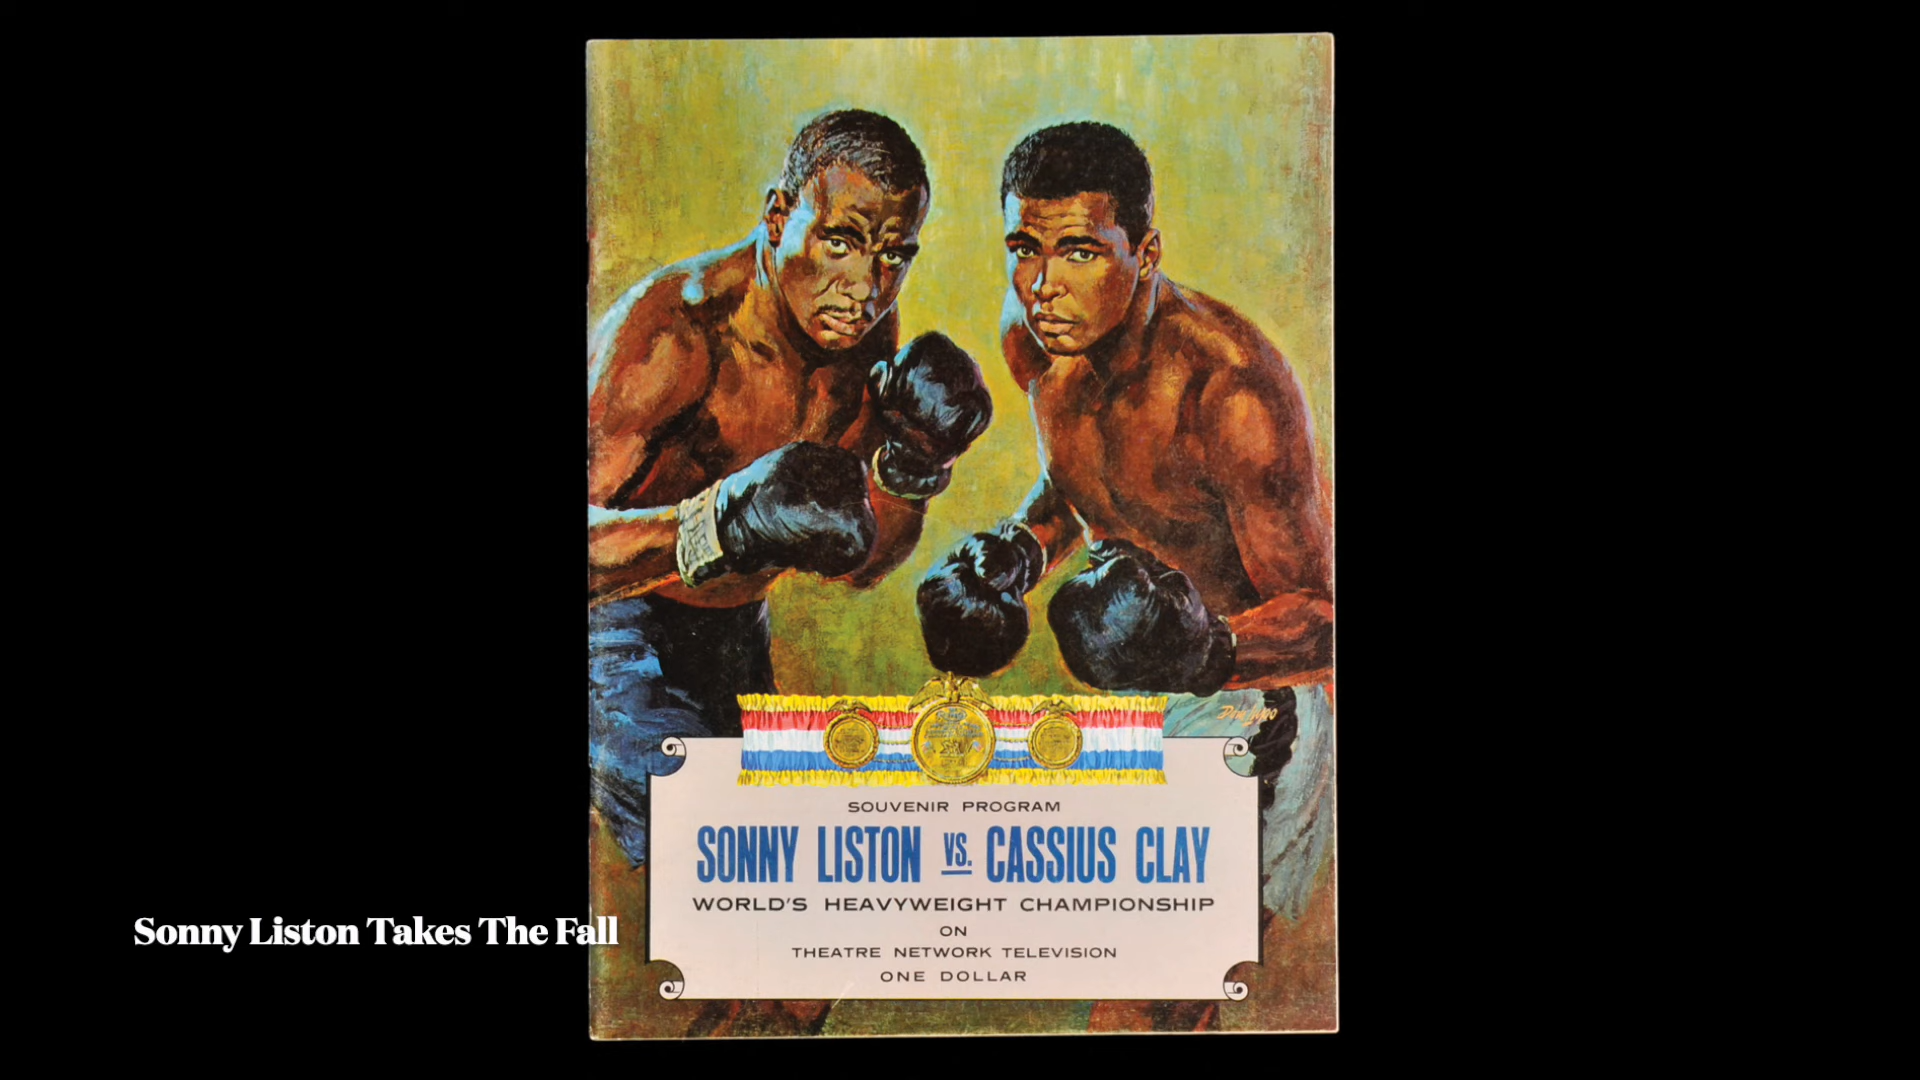 SOUVENIR PROGRAM
SONNY LISTON VS. CASSIUS CLAY
WORLD'S HEAVYWEIGHT CHAMPIONSHIP
ON
THEATRE NETWORK TELEVISION
ONE DOLLAR
Sonny Liston Takes The Fall